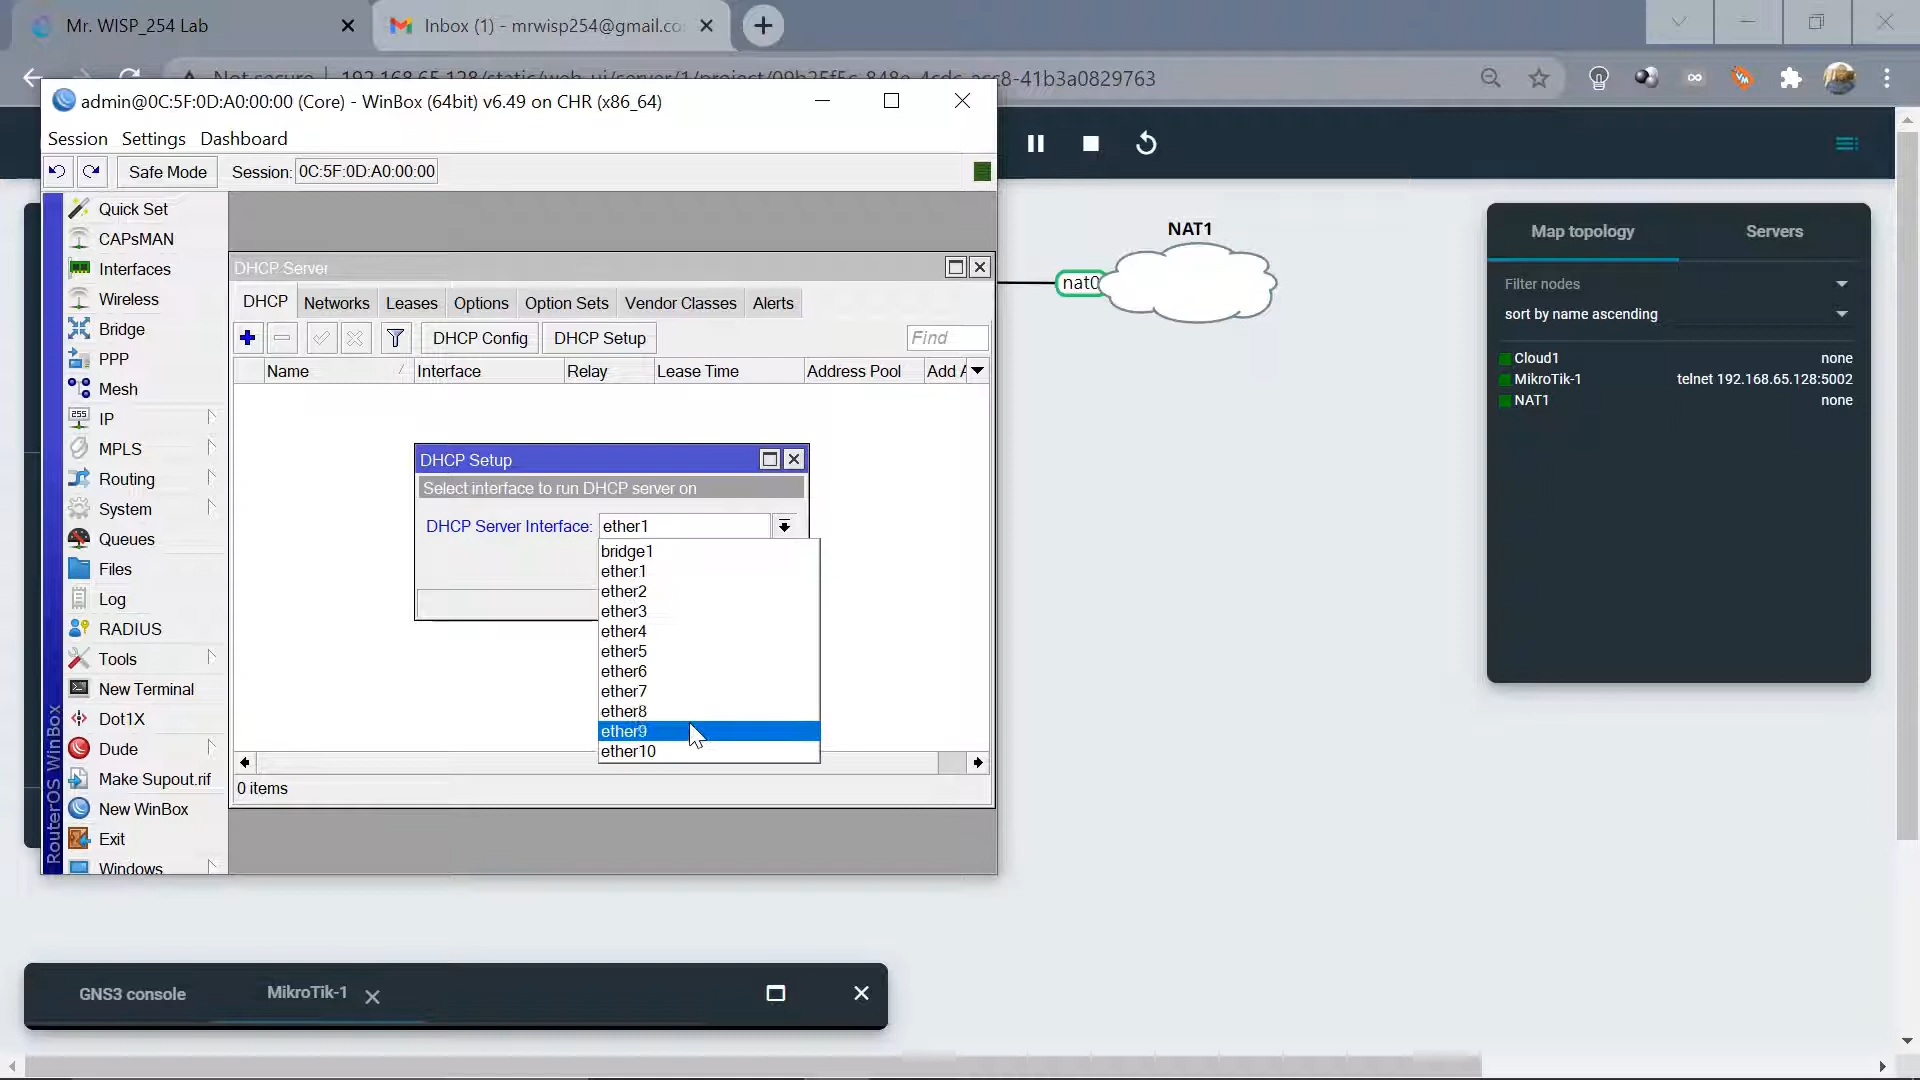 Mr. WISP_254 Lab
Inbox (1) - mrwisp254@gmail.co
Not secure
admin@0C:5F:0D:A0:00:00 (Core) - WinBox (64bit) v6.49 on CHR (x86_64)
Session Settings Dashboard
Safe Mode Session: 0C:5F:0D:A0:00:00
Quick Set
CAPsMAN
Interfaces
Wireless
Bridge
PPP
Mesh
255 IP
MPLS
Routing
System
Queues
Files
Log
RADIUS
Tools
New Terminal
Dot1X
Dude
Make Supout.rif
New WinBox
Exit
Windows
RouterOS WinBox
DHCP Server
DHCP Networks Leases Options Option Sets Vendor Classes Alerts
DHCP Config DHCP Setup Find
Name Interface Relay Lease Time Address Pool Add A
DHCP Setup
Select interface to run DHCP server on
DHCP Server Interface: ether1
bridge1
ether1
ether2
ether3
ether4
ether5
ether6
ether7
ether8
ether9
ether10
0 items
NAT1
nat0
Map topology Servers
Filter nodes
sort by name ascending
Cloud1 none
MikroTik-1 telnet 192.168.65.128:5002
NAT1 none
GNS3 console MikroTik-1